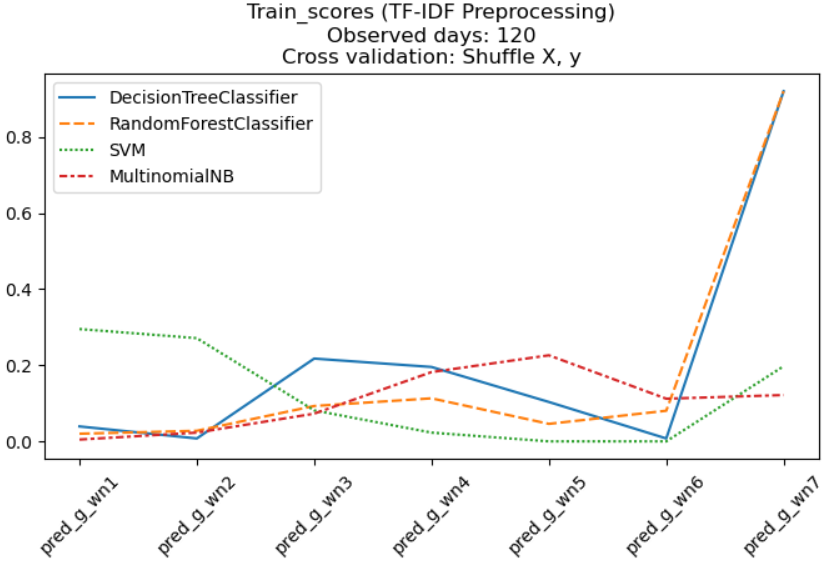 Train_scores (TF-IDF Preprocessing)
Observed days: 120
Cross validation: Shuffle X, y
DecisionTreeClassifier
RandomForestClassifier
SVM
MultinomialNB
0.8
0.6
0.4
0.2
0.0
pred_g_wn1
pred_g_wn2
pred_g_wn3
pred_g_wn4
pred_g_wn5
pred_g_wn6
pred_g_wn7